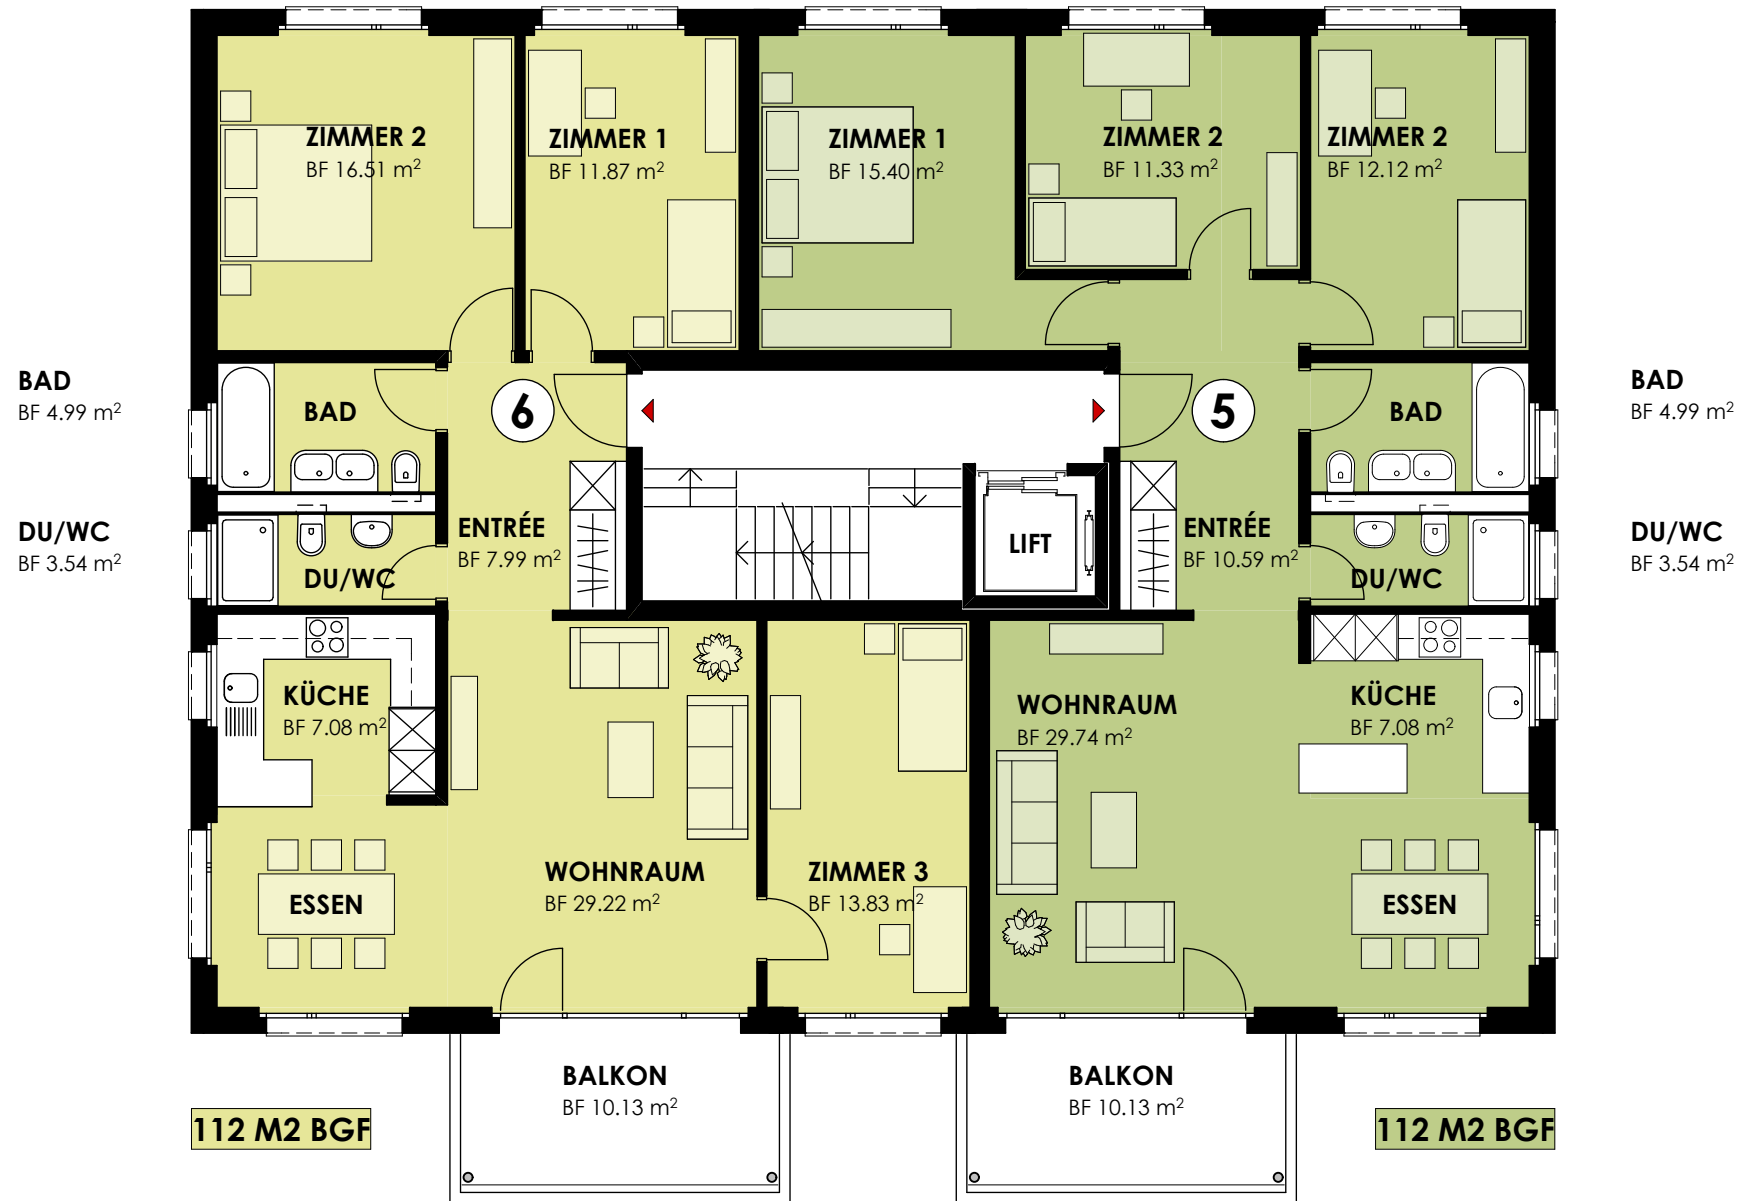 ZIMMER 2
BF 16.51 m²
ZIMMER 1
BF 11.87 m²
ZIMMER 1
BF 15.40 m²
ZIMMER 2
BF 11.33 m²
ZIMMER 2
BF 12.12 m²
BAD
BF 4.99 m²
BAD
6
5
BAD
BAD
BF 4.99 m²
DU/WC
BF 3.54 m²
DU/WC
ENTRÉE
BF 7.99 m²
LIFT
ENTRÉE
BF 10.59 m²
DU/WC
DU/WC
BF 3.54 m²
KÜCHE
BF 7.08 m²
WOHNRAUM
BF 29.74 m²
KÜCHE
BF 7.08 m²
ESSEN
WOHNRAUM
BF 29.22 m²
ZIMMER 3
BF 13.83 m²
ESSEN
BALKON
BF 10.13 m²
BALKON
BF 10.13 m²
112 M2 BGF
112 M2 BGF